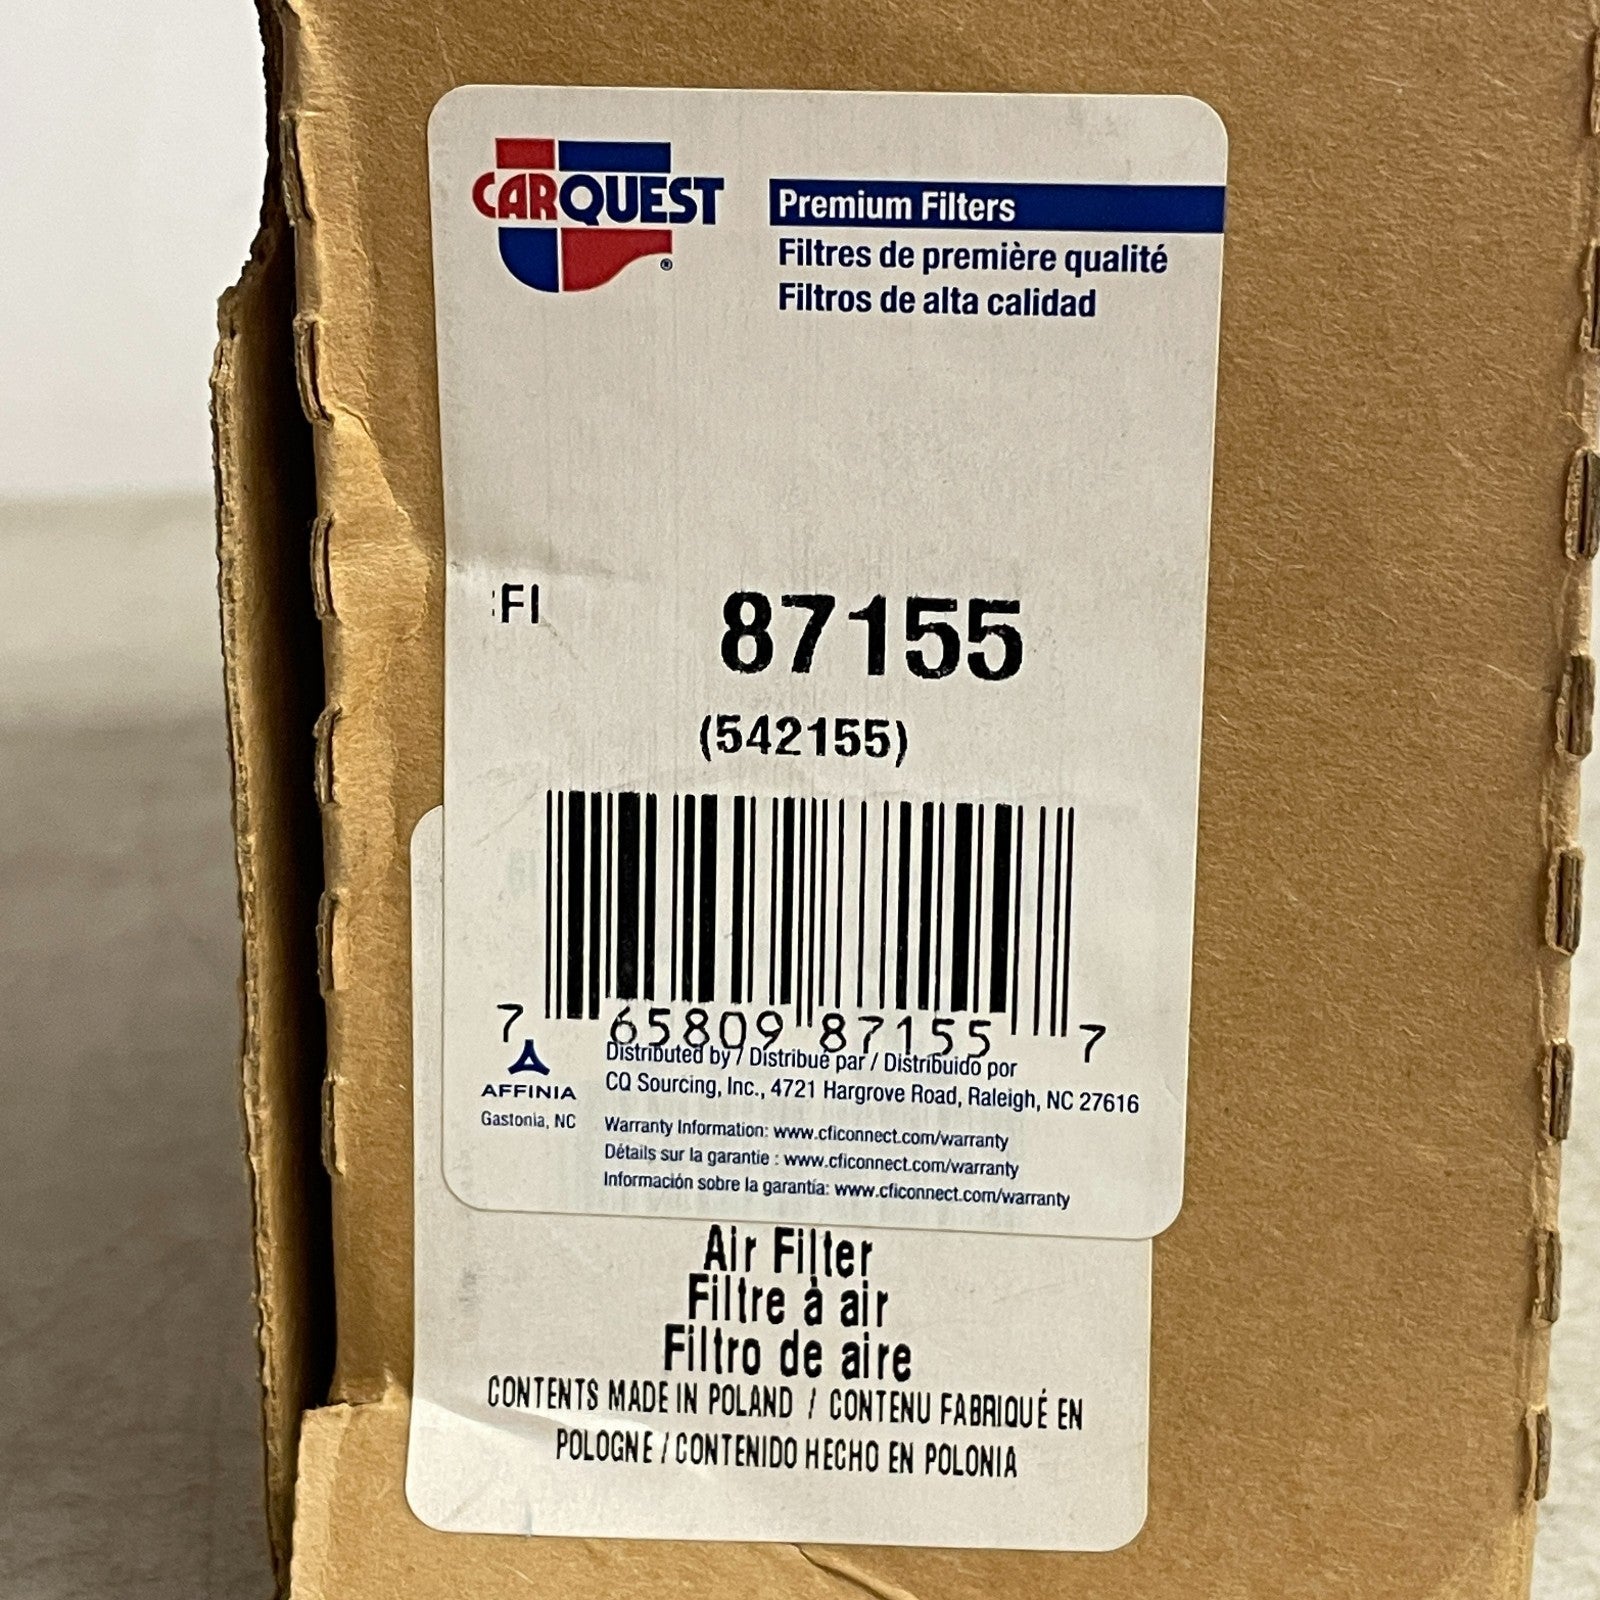 CARQUEST
®
Premium Filters
Filtres de première qualité
Filtros de alta calidad
FI
87155
(542155)
7 65809 87155 7
AFFINIA
Gastonia, NC
Distributed by / Distribué par / Distribuido por
CQ Sourcing, Inc., 4721 Hargrove Road, Raleigh, NC 27616
Warranty Information: www.cficonnect.com/warranty
Détails sur la garantie : www.cficonnect.com/warranty
Información sobre la garantía: www.cficonnect.com/warranty
Air Filter
Filtre à air
Filtro de aire
CONTENTS MADE IN POLAND / CONTENU FABRIQUÉ EN
POLOGNE / CONTENIDO HECHO EN POLONIA